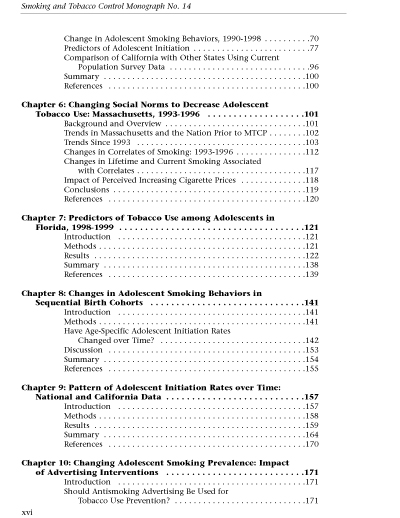 Smoking and Tobacco Control Monograph No. 14
Change in Adolescent Smoking Behaviors, 1990-1998 . . . . . . . . . .70
Predictors of Adolescent Initiation . . . . . . . . . . . . . . . . . . . . .77
Comparison of California with Other States Using Current
Population Survey Data . . . . . . . . . . . . . . . . . . . . . . . .96
Summary . . . . . . . . . . . . . . . . . . . . . . . . . . . . . . . . . . .100
References . . . . . . . . . . . . . . . . . . . . . . . . . . . . . . . . . .100
Chapter 6: Changing Social Norms to Decrease Adolescent
Tobacco Use: Massachusetts, 1993-1996 . . . . . . . . . . . . . . . . . .101
Background and Overview . . . . . . . . . . . . . . . . . . . . . . . .101
Trends in Massachusetts and the Nation Prior to MTCP . . . . . . . .102
Trends Since 1993 . . . . . . . . . . . . . . . . . . . . . . . . . . . . . .103
Changes in Correlates of Smoking: 1993-1996 . . . . . . . . . . . . .112
Changes in Lifetime and Current Smoking Associated
with Correlates . . . . . . . . . . . . . . . . . . . . . . . . . . . . .117
Impact of Perceived Increasing Cigarette Prices . . . . . . . . . . . .118
Conclusions . . . . . . . . . . . . . . . . . . . . . . . . . . . . . . . . .119
References . . . . . . . . . . . . . . . . . . . . . . . . . . . . . . . . . .120
Chapter 7: Predictors of Tobacco Use among Adolescents in
Florida, 1998-1999 . . . . . . . . . . . . . . . . . . . . . . . . . . . . . . . . . . .121
Introduction . . . . . . . . . . . . . . . . . . . . . . . . . . . . . . . .121
Methods . . . . . . . . . . . . . . . . . . . . . . . . . . . . . . . . . . . .121
Results . . . . . . . . . . . . . . . . . . . . . . . . . . . . . . . . . . . . .122
Summary . . . . . . . . . . . . . . . . . . . . . . . . . . . . . . . . . . .138
References . . . . . . . . . . . . . . . . . . . . . . . . . . . . . . . . . .139
Chapter 8: Changes in Adolescent Smoking Behaviors in
Sequential Birth Cohorts . . . . . . . . . . . . . . . . . . . . . . . . . . . . . .141
Introduction . . . . . . . . . . . . . . . . . . . . . . . . . . . . . . . .141
Methods . . . . . . . . . . . . . . . . . . . . . . . . . . . . . . . . . . . .141
Have Age-Specific Adolescent Initiation Rates
Changed over Time? . . . . . . . . . . . . . . . . . . . . . . . . .142
Discussion . . . . . . . . . . . . . . . . . . . . . . . . . . . . . . . . . .153
Summary . . . . . . . . . . . . . . . . . . . . . . . . . . . . . . . . . . .154
References . . . . . . . . . . . . . . . . . . . . . . . . . . . . . . . . . .155
Chapter 9: Pattern of Adolescent Initiation Rates over Time:
National and California Data . . . . . . . . . . . . . . . . . . . . . . . . . . .157
Introduction . . . . . . . . . . . . . . . . . . . . . . . . . . . . . . . .157
Methods . . . . . . . . . . . . . . . . . . . . . . . . . . . . . . . . . . . .158
Results . . . . . . . . . . . . . . . . . . . . . . . . . . . . . . . . . . . . .159
Summary . . . . . . . . . . . . . . . . . . . . . . . . . . . . . . . . . . .164
References . . . . . . . . . . . . . . . . . . . . . . . . . . . . . . . . . .170
Chapter 10: Changing Adolescent Smoking Prevalence: Impact
of Advertising Interventions . . . . . . . . . . . . . . . . . . . . . . . . . . .171
Introduction . . . . . . . . . . . . . . . . . . . . . . . . . . . . . . . .171
Should Antismoking Advertising Be Used for
Tobacco Use Prevention? . . . . . . . . . . . . . . . . . . . . . . .171
xvi